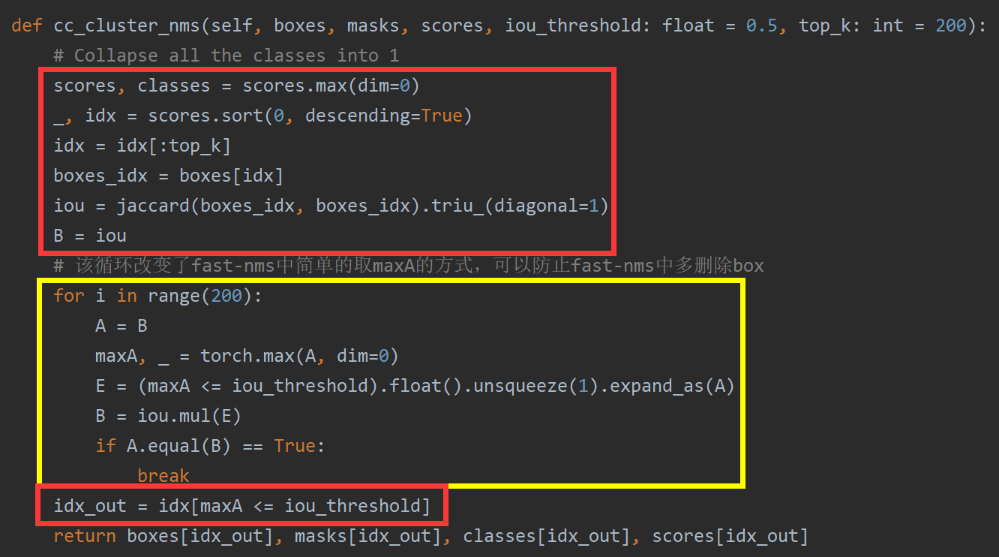 def cc_cluster_nms(self, boxes, masks, scores, iou_threshold: float = 0.5, top_k: int = 200):
    # Collapse all the classes into 1
    scores, classes = scores.max(dim=0)
    _, idx = scores.sort(0, descending=True)
    idx = idx[:top_k]
    boxes_idx = boxes[idx]
    iou = jaccard(boxes_idx, boxes_idx).triu_(diagonal=1)
    B = iou
    # 该循环改变了fast-nms中简单的取maxA的方式，可以防止fast-nms中多删除box
    for i in range(200):
        A = B
        maxA, _ = torch.max(A, dim=0)
        E = (maxA <= iou_threshold).float().unsqueeze(1).expand_as(A)
        B = iou.mul(E)
        if A.equal(B) == True:
            break
    idx_out = idx[maxA <= iou_threshold]
    return boxes[idx_out], masks[idx_out], classes[idx_out], scores[idx_out]